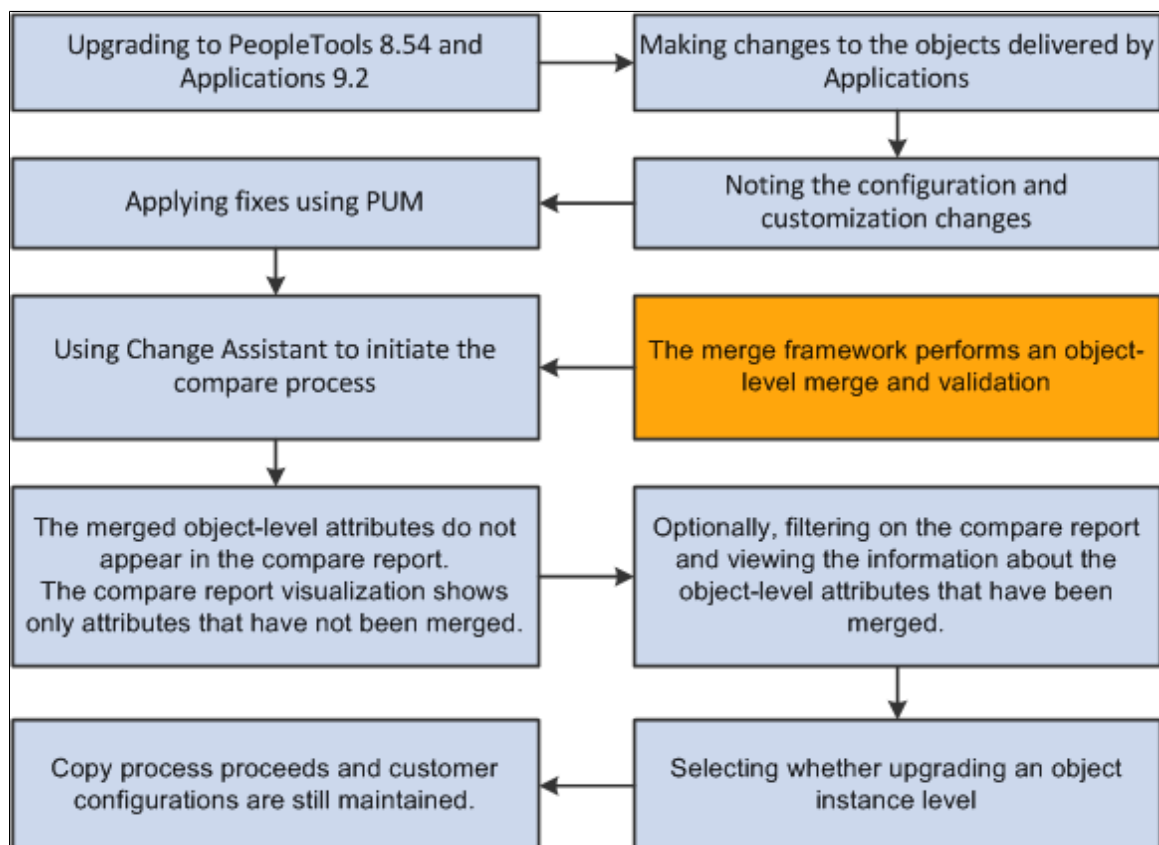 Upgrading to PeopleTools 8.54 and
Applications 9.2
Making changes to the objects delivered by
Applications
Noting the configuration and
customization changes
Applying fixes using PUM
Using Change Assistant to initiate the
compare process
The merge framework performs an object-
level merge and validation
The merged object-level attributes do not
appear in the compare report.
The compare report visualization shows
only attributes that have not been merged.
Optionally, filtering on the compare report
and viewing the information about the
object-level attributes that have been
merged.
Selecting whether upgrading an object
instance level
Copy process proceeds and customer
configurations are still maintained.